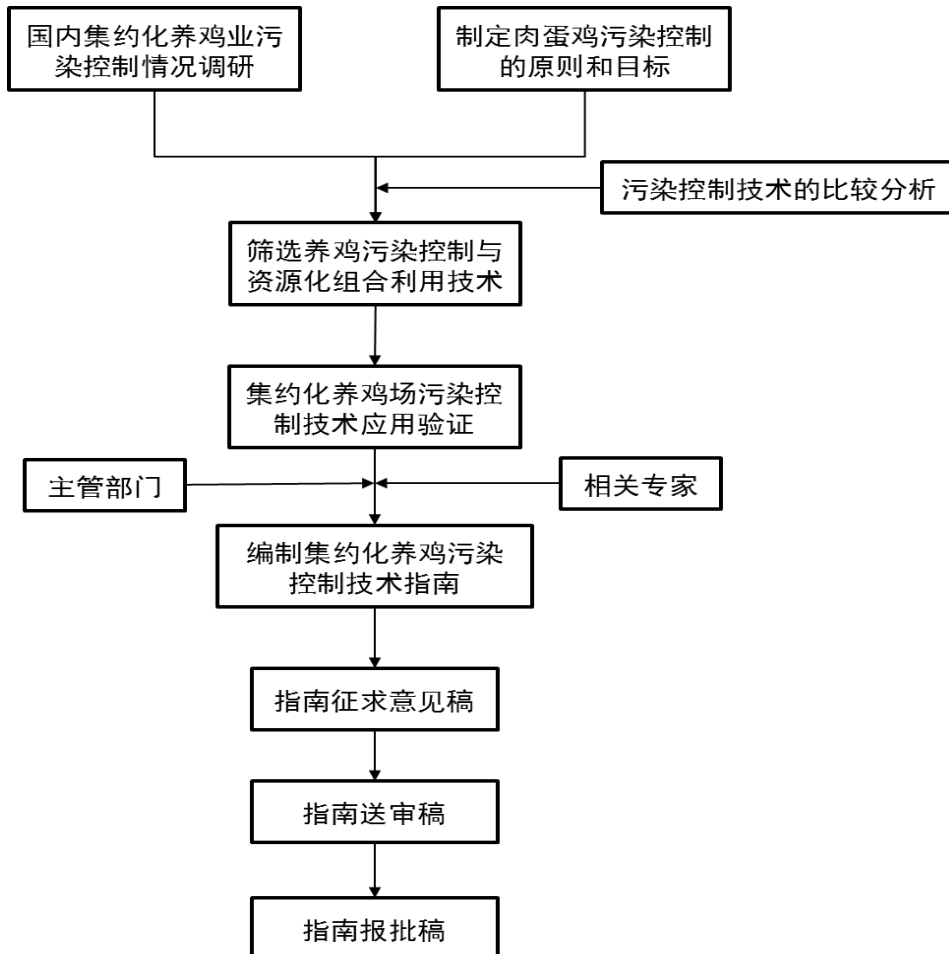 国内集约化养鸡业污
染控制情况调研
制定肉蛋鸡污染控制
的原则和目标
污染控制技术的比较分析
筛选养鸡污染控制与
资源化组合利用技术
集约化养鸡场污染控
制技术应用验证
主管部门
相关专家
编制集约化养鸡污染
控制技术指南
指南征求意见稿
指南送审稿
指南报批稿